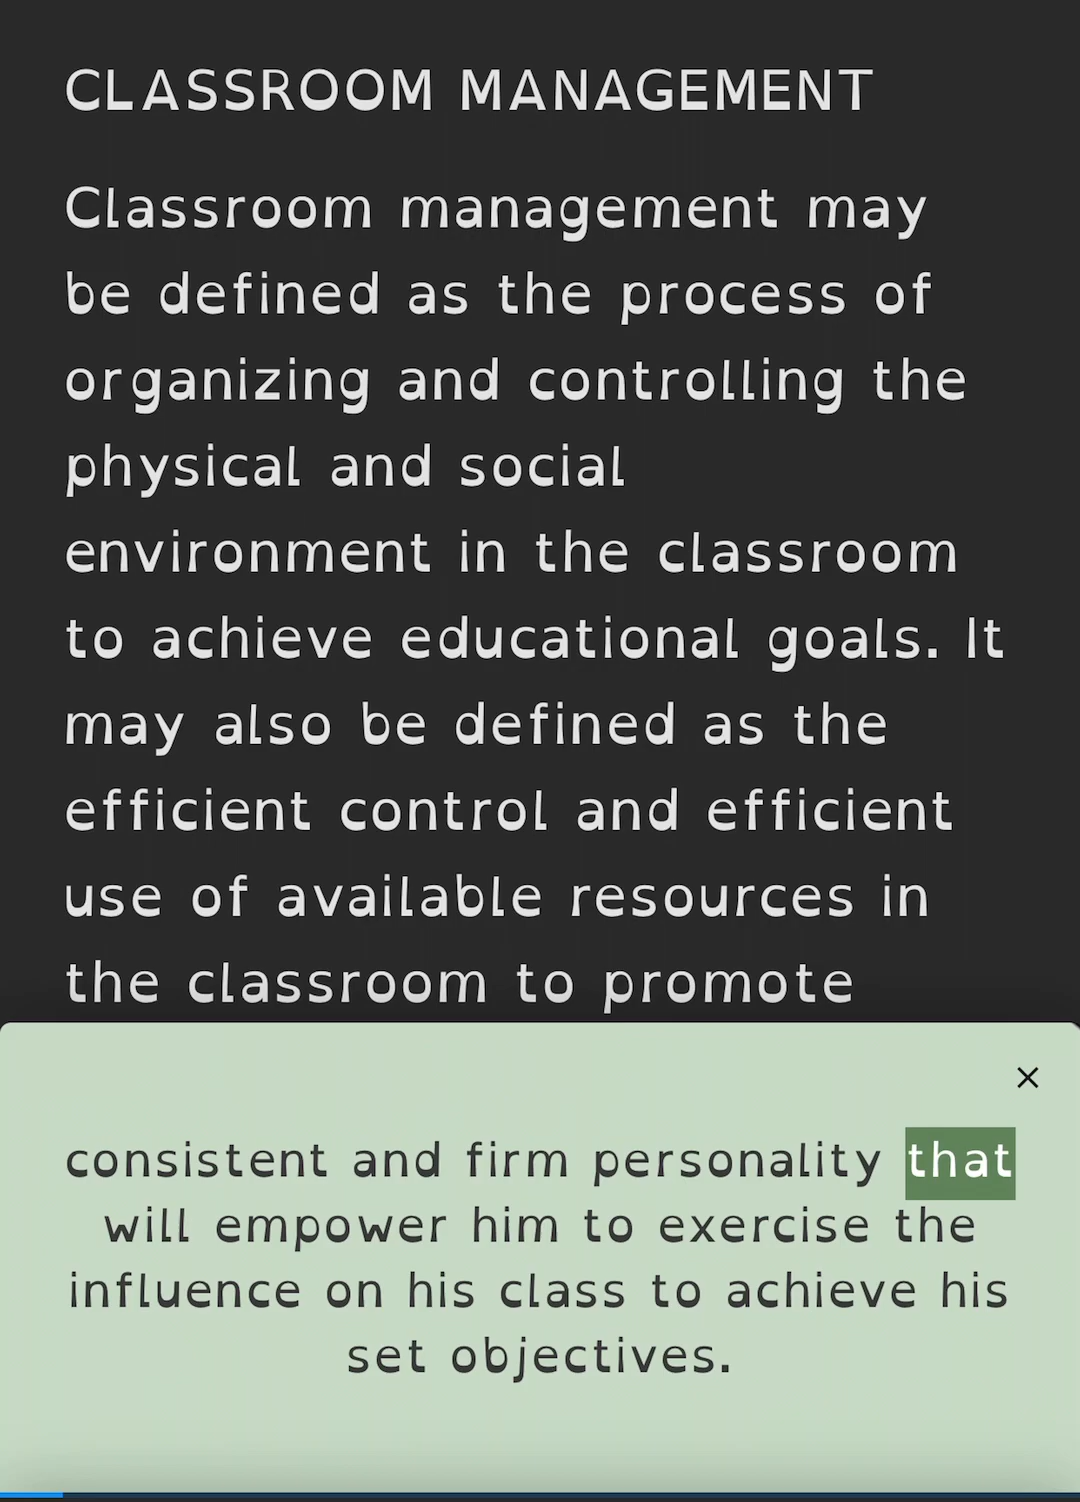 CLASSROOM MANAGEMENT
Classroom management may
be defined as the process of
organizing and controlling the
physical and social
environment in the classroom
to achieve educational goals. It
may also be defined as the
efficient control and efficient
use of available resources in
the classroom to promote
consistent and firm personality that
will empower him to exercise the
influence on his class to achieve his
set objectives.